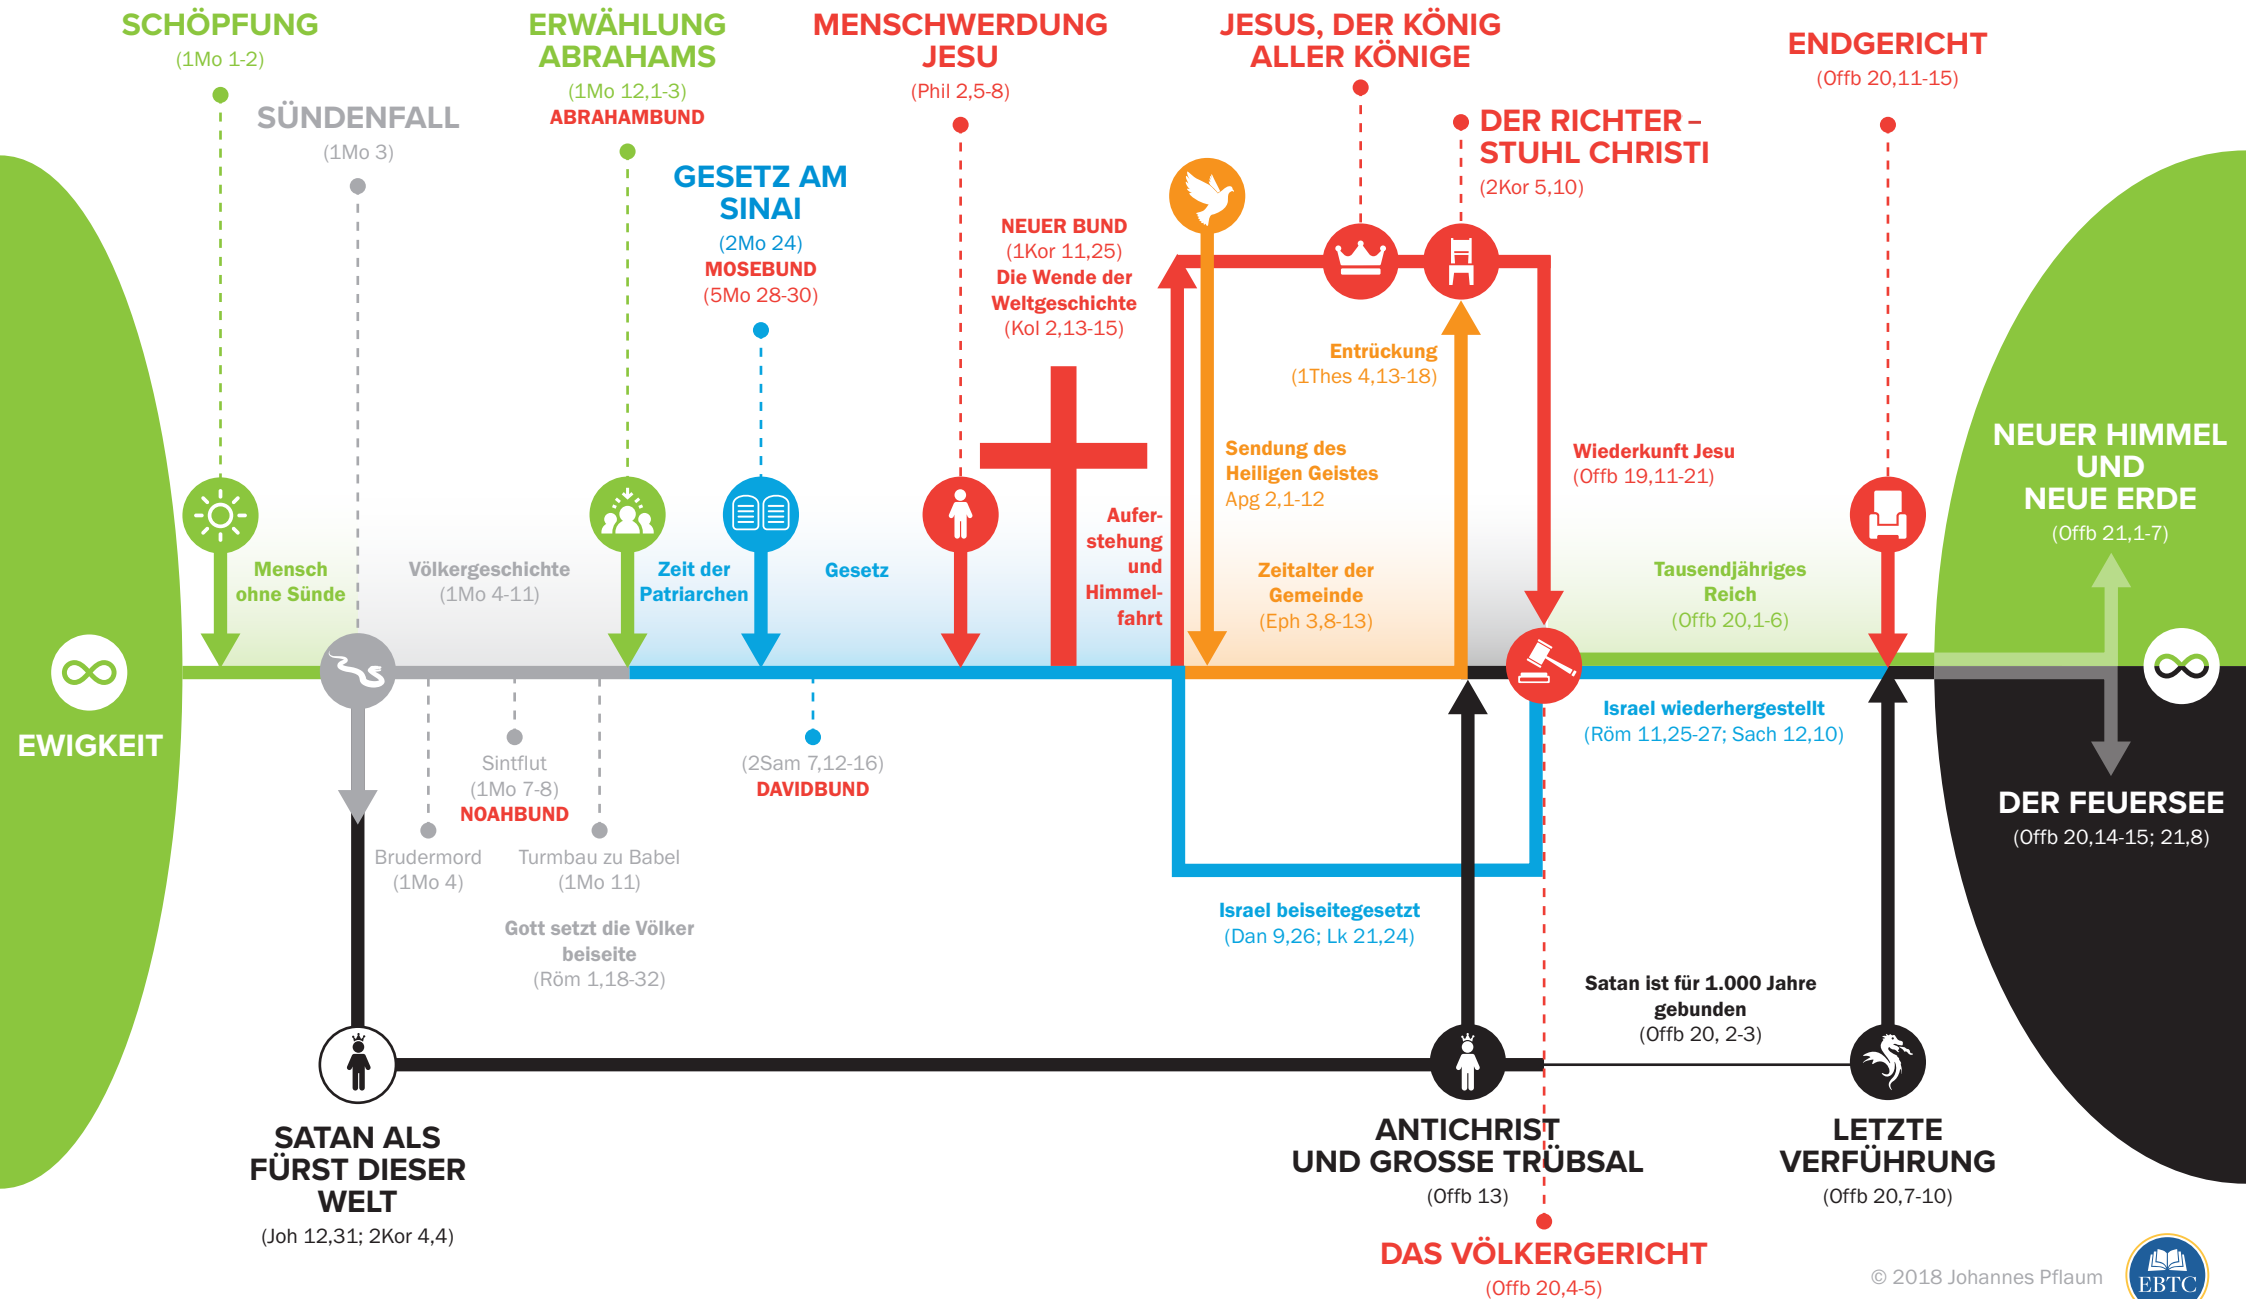 SCHÖPFUNG
(1Mo 1-2)
SÜNDENFALL
(1Mo 3)
ERWÄHLUNG
ABRAHAMS
(1Mo 12,1-3)
ABRAHAMBUND
GESETZ AM
SINAI
(2Mo 24)
MOSEBUND
(5Mo 28-30)
MENSCHWERDUNG
JESU
(Phil 2,5-8)
NEUER BUND
(1Kor 11,25)
Die Wende der
Weltgeschichte
(Kol 2,13-15)
JESUS, DER KÖNIG
ALLER KÖNIGE
DER RICHTER –
STUHL CHRISTI
(2Kor 5,10)
ENDGERICHT
(Offb 20,11-15)
Entrückung
(1Thes 4,13-18)
Sendung des
Heiligen Geistes
Apg 2,1-12
Wiederkunft Jesu
(Offb 19,11-21)
NEUER HIMMEL
UND
NEUE ERDE
(Offb 21,1-7)
Mensch
ohne Sünde
Völkergeschichte
(1Mo 4-11)
Zeit der
Patriarchen
Gesetz
Aufer-
stehung
und
Himmel-
fahrt
Zeitalter der
Gemeinde
(Eph 3,8-13)
Tausendjähriges
Reich
(Offb 20,1-6)
EWIGKEIT
Sintflut
(1Mo 7-8)
NOAHBUND
(2Sam 7,12-16)
DAVIDBUND
Israel wiederhergestellt
(Röm 11,25-27; Sach 12,10)
DER FEUERSEE
(Offb 20,14-15; 21,8)
Brudermord
(1Mo 4)
Turmbau zu Babel
(1Mo 11)
Gott setzt die Völker
beiseite
(Röm 1,18-32)
Israel beiseitegesetzt
(Dan 9,26; Lk 21,24)
Satan ist für 1.000 Jahre
gebunden
(Offb 20, 2-3)
SATAN ALS
FÜRST DIESER
WELT
(Joh 12,31; 2Kor 4,4)
ANTICHRIST
UND GROSSE TRÜBSAL
(Offb 13)
LETZTE
VERFÜHRUNG
(Offb 20,7-10)
DAS VÖLKERGERICHT
(Offb 20,4-5)
© 2018 Johannes Pflaum
EBTC